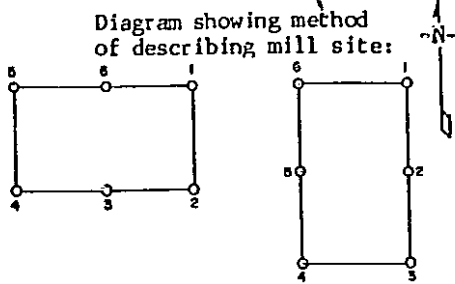 Diagram showing method
of describing mill site:
-N-
5 6 1
4 3 2
6 1
5 2
4 3